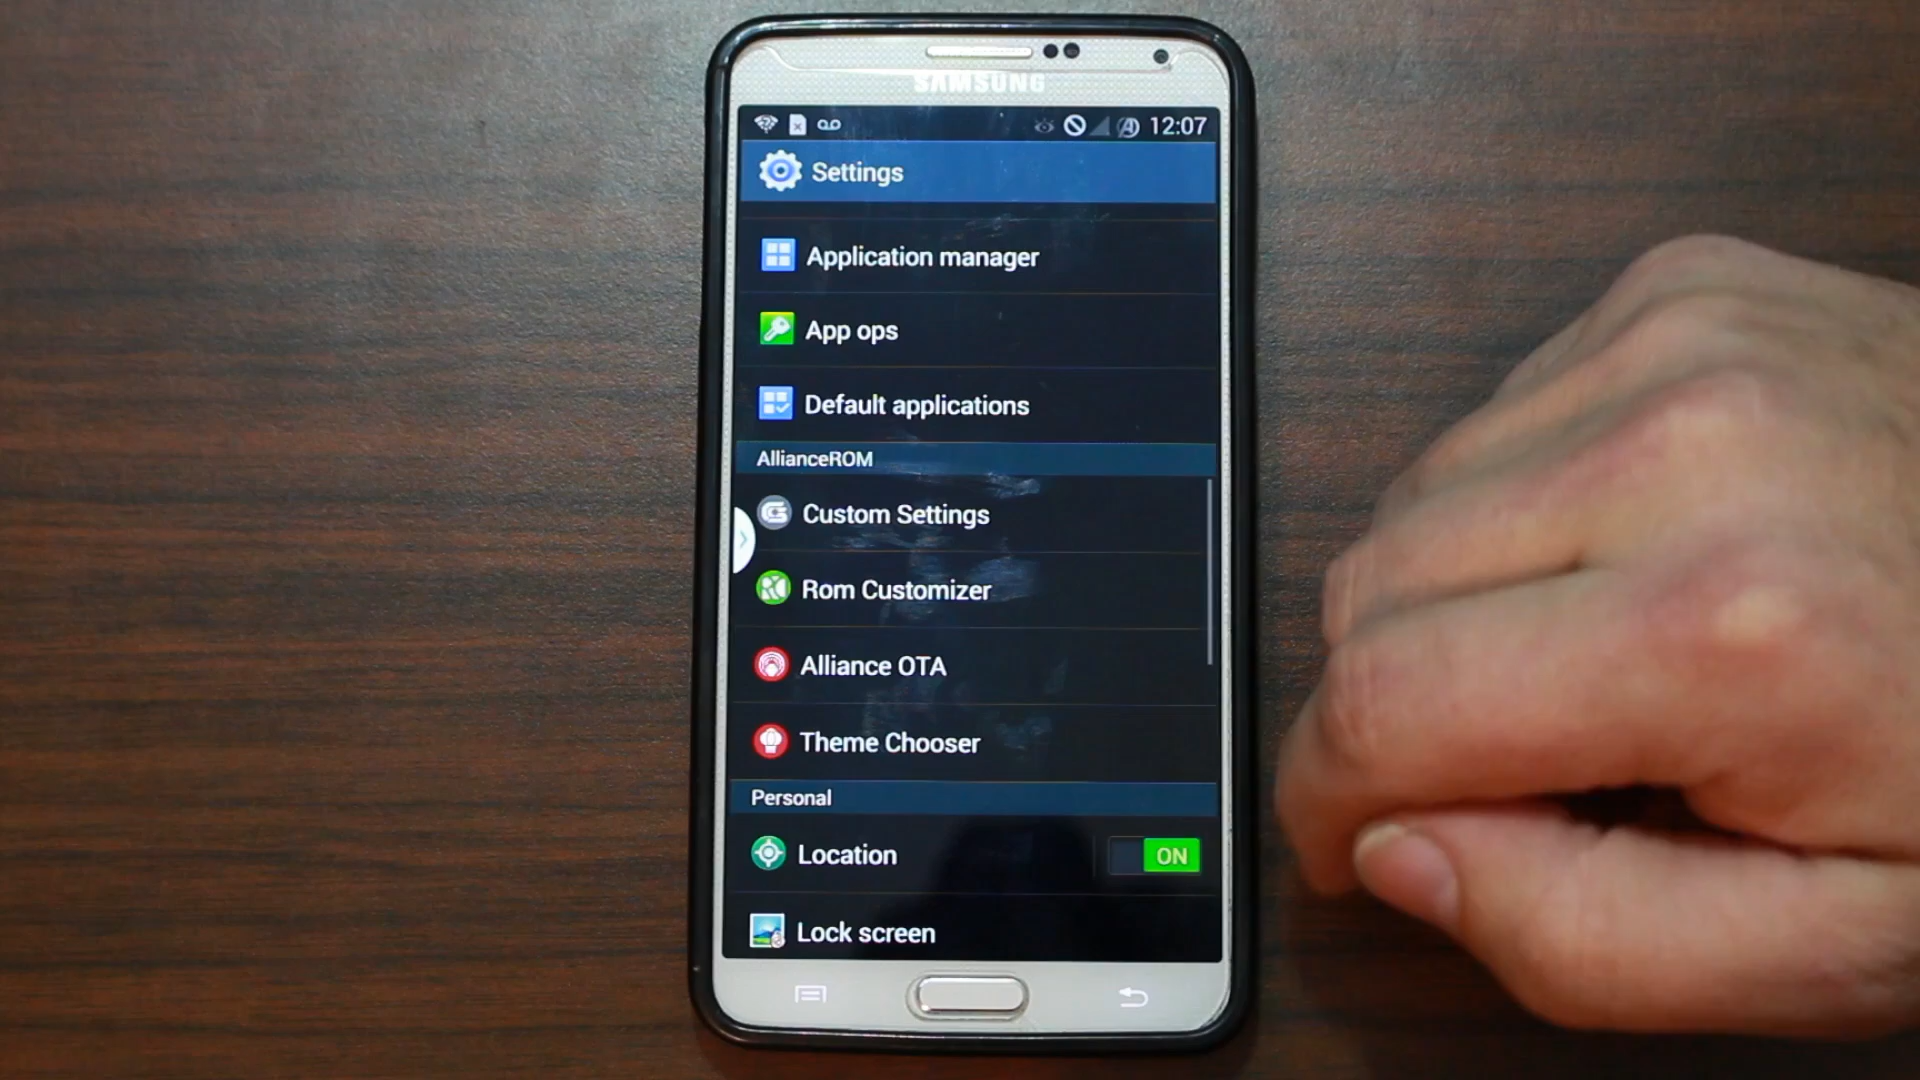 SAMSUNG
12:07
Settings
Application manager
App ops
Default applications
AllianceROM
Custom Settings
Rom Customizer
Alliance OTA
Theme Chooser
Personal
Location
ON
Lock screen